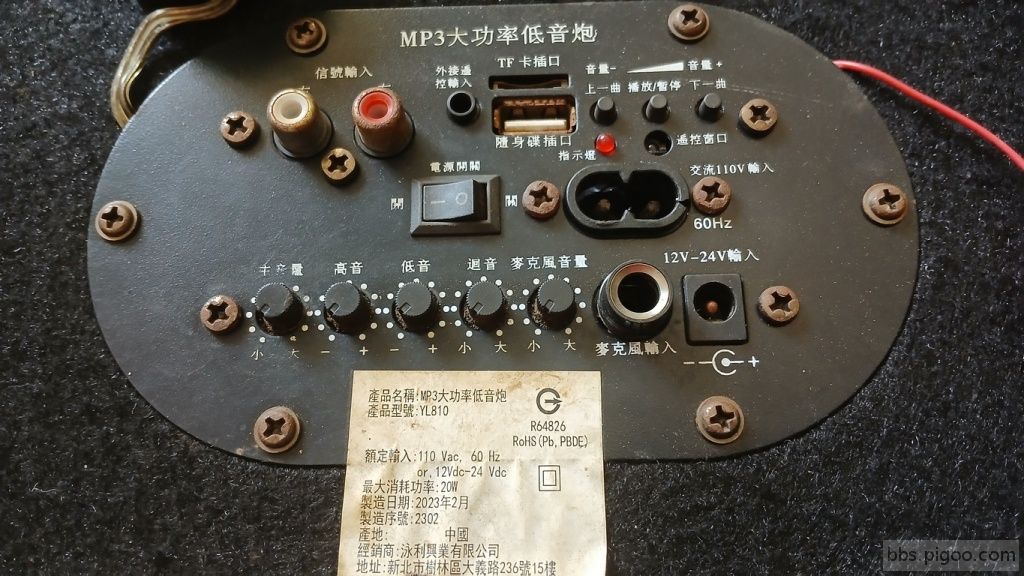 MP3大功率低音炮
信號輸入
外接遙
控輸入
TF 卡插口
音量- 音量+
上一曲 播放/暫停 下一曲
隨身碟插口
指示燈
遙控窗口
電源開關
開 關
交流110V輸入
60Hz
主音量 高音 低音 迴音 麥克風音量
12V-24V輸入
小 大 - + - + 小 大 小 大
麥克風輸入
- +
產品名稱:MP3大功率低音炮
產品型號:YL810
R64826
RoHS(Pb,PBDE)
額定輸入:110 Vac, 60 Hz
or,12Vdc-24 Vdc
最大消耗功率:20W
製造日期:2023年2月
製造序號:2302
產地: 中國
經銷商:泳利興業有限公司
地址:新北市樹林區大義路236號15樓
bbs.pigoo.com